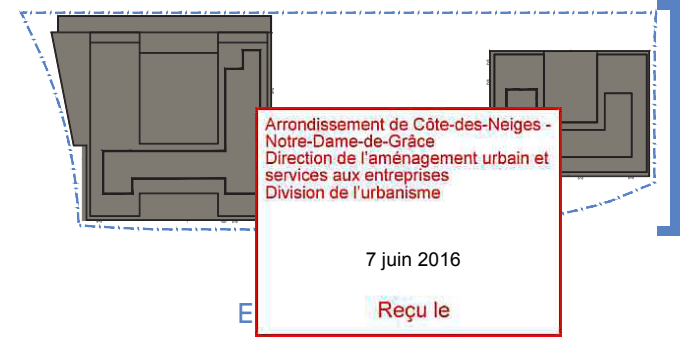 Arrondissement de Côte-des-Neiges -
Notre-Dame-de-Grâce
Direction de l'aménagement urbain et
services aux entreprises
Division de l'urbanisme
7 juin 2016
E
Reçu le